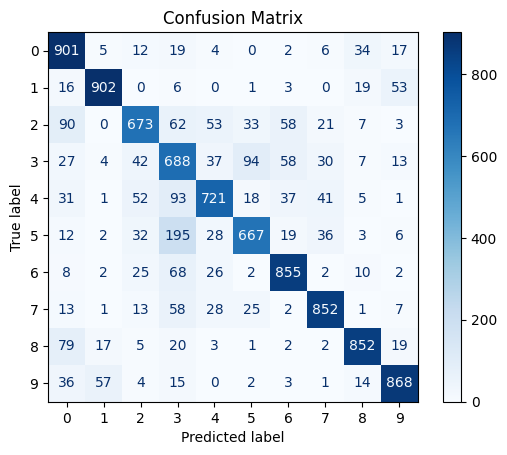 Confusion Matrix
0 901 5 12 19 4 0 2 6 34 17
1 16 902 0 6 0 1 3 0 19 53
2 90 0 673 62 53 33 58 21 7 3
3 27 4 42 688 37 94 58 30 7 13
4 31 1 52 93 721 18 37 41 5 1
5 12 2 32 195 28 667 19 36 3 6
6 8 2 25 68 26 2 855 2 10 2
7 13 1 13 58 28 25 2 852 1 7
8 79 17 5 20 3 1 2 2 852 19
9 36 57 4 15 0 2 3 1 14 868
0 1 2 3 4 5 6 7 8 9
Predicted label
True label
800
600
400
200
0